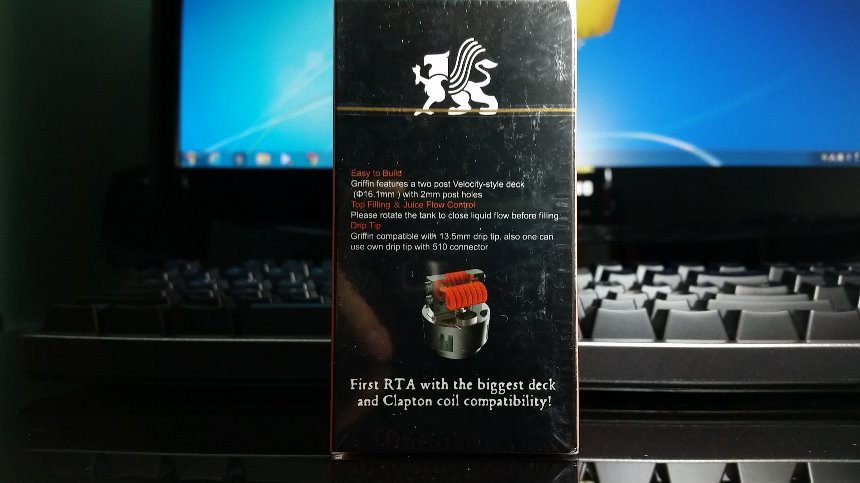 Easy to Build
Griffin features a two post Velocity-style deck
(Φ16.1mm ) with 2mm post holes
Top Filling & Juice Flow Control
Please rotate the tank to close liquid flow before filling
Drip Tip
Griffin compatible with 13.5mm drip tip, also one can
use own drip tip with 510 connector
First RTA with the biggest deck
and Clapton coil compatibility!